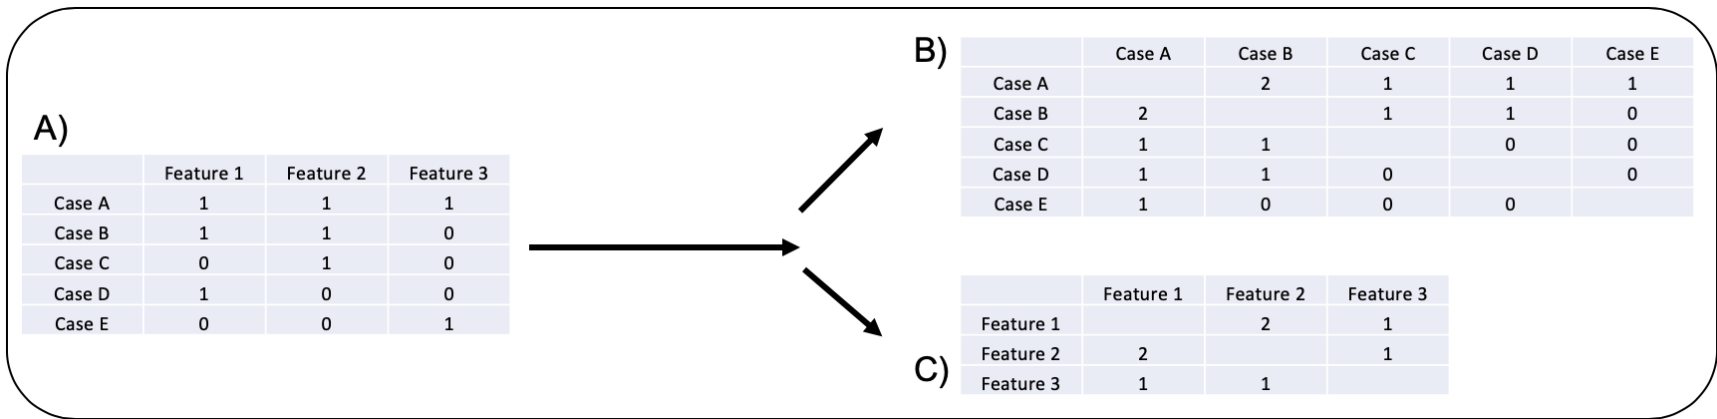 A)
Feature 1 Feature 2 Feature 3
Case A 1 1 1
Case B 1 1 0
Case C 0 1 0
Case D 1 0 0
Case E 0 0 1
B)
Case A Case B Case C Case D Case E
Case A 2 1 1 1
Case B 2 1 1 0
Case C 1 1 0 0
Case D 1 1 0 0
Case E 1 0 0 0
C)
Feature 1 Feature 2 Feature 3
Feature 1 2 1
Feature 2 2 1
Feature 3 1 1